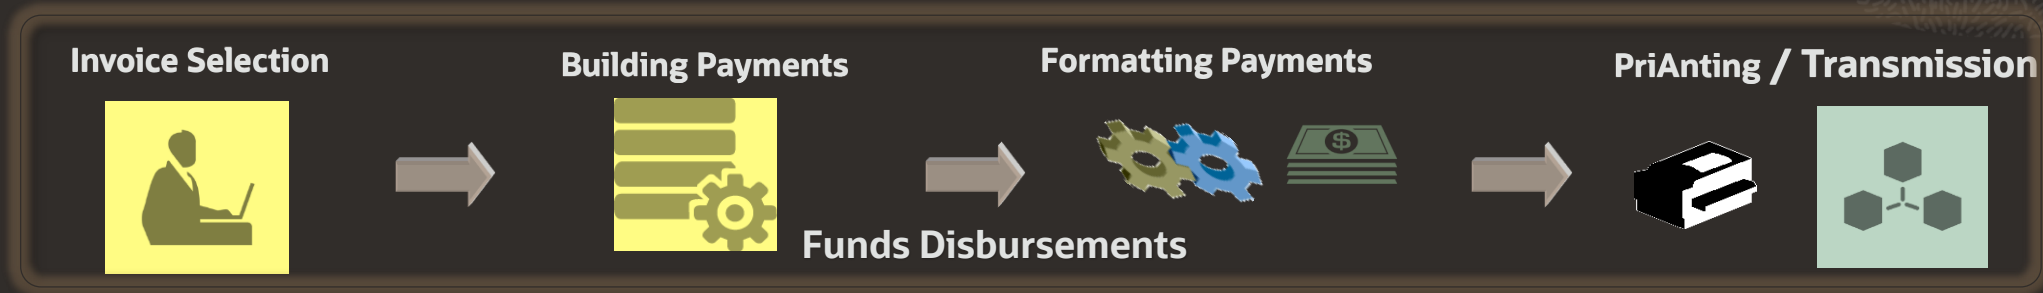 Invoice Selection
Building Payments
Formatting Payments
PriAnting / Transmission
$
Funds Disbursements